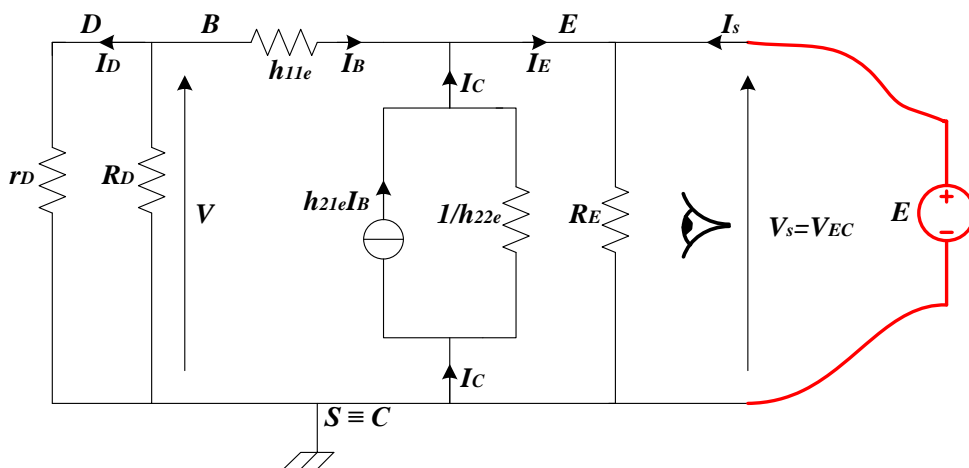 D B E Is
ID h11e IB IE
IC
rD RD V h21eIB 1/h22e RE Vs=VEC E
+
−
IC
S ≡ C